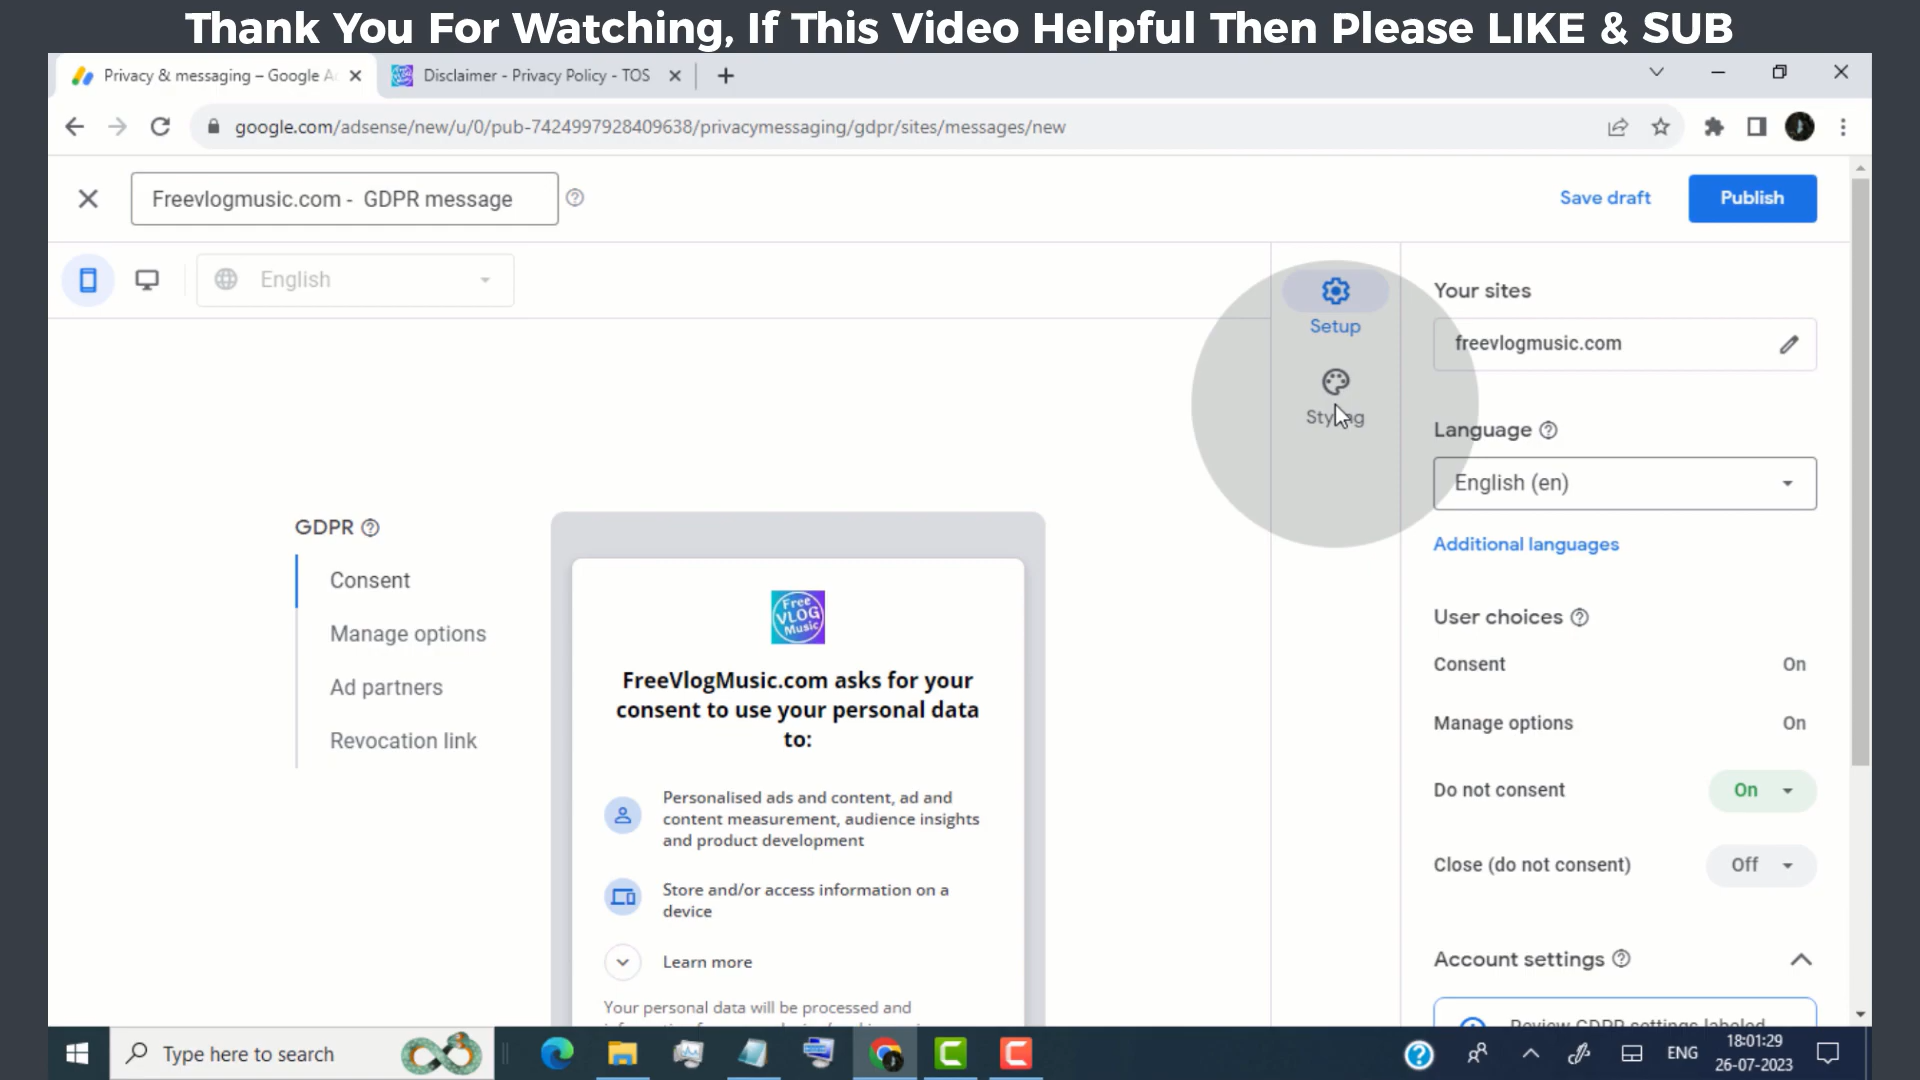 Thank You For Watching, If This Video Helpful Then Please LIKE & SUB
Privacy & messaging – Google A
Disclaimer - Privacy Policy - TOS
google.com/adsense/new/u/0/pub-7424997928409638/privacymessaging/gdpr/sites/messages/new
Freevlogmusic.com - GDPR message
Save draft
Publish
English
Setup
Styling
Your sites
freevlogmusic.com
Language
English (en)
Additional languages
GDPR
Consent
Manage options
Ad partners
Revocation link
Free
VLOG
Music
FreeVlogMusic.com asks for your
consent to use your personal data
to:
Personalised ads and content, ad and
content measurement, audience insights
and product development
Store and/or access information on a
device
Learn more
Your personal data will be processed and
User choices
Consent On
Manage options On
Do not consent On
Close (do not consent) Off
Account settings
Review GDPR settings labeled
Type here to search
ENG
18:01:29
26-07-2023